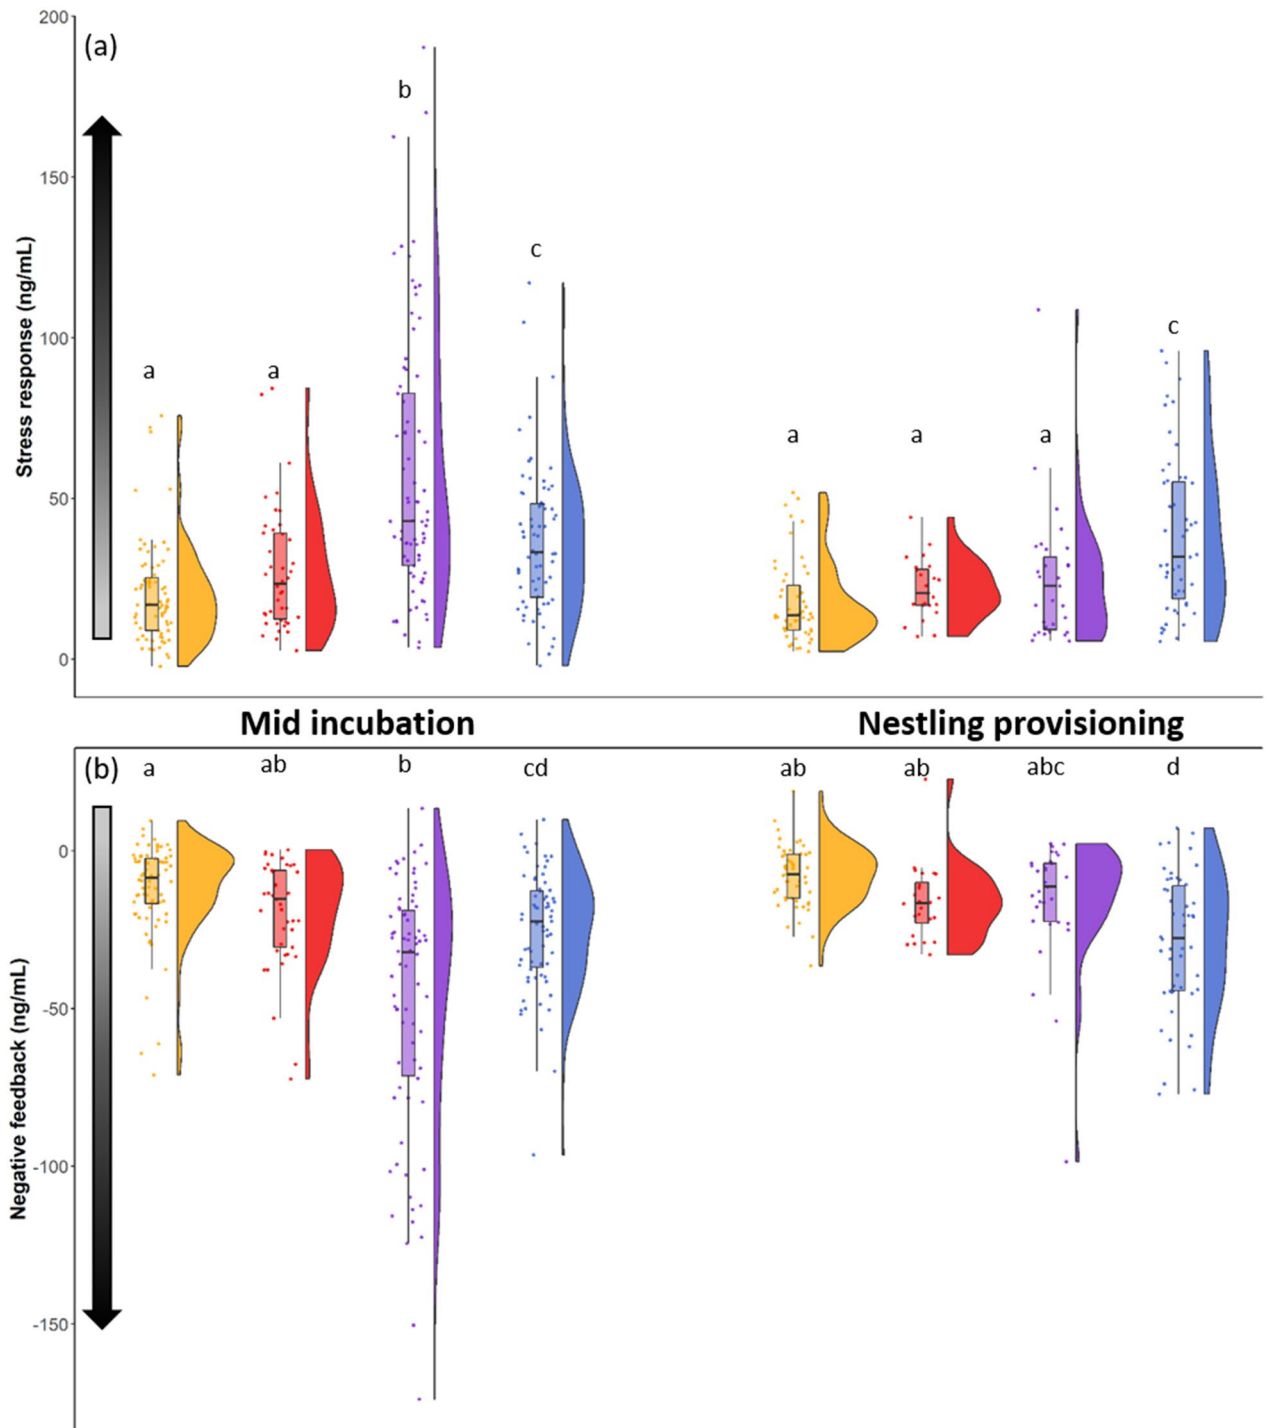 200
(a)
b
150
c
c
100
a
a
a
a
a
50
0
Stress response (ng/mL)
Mid incubation
Nestling provisioning
(b)
a
ab
b
cd
ab
ab
abc
d
0
-50
-100
-150
Negative feedback (ng/mL)